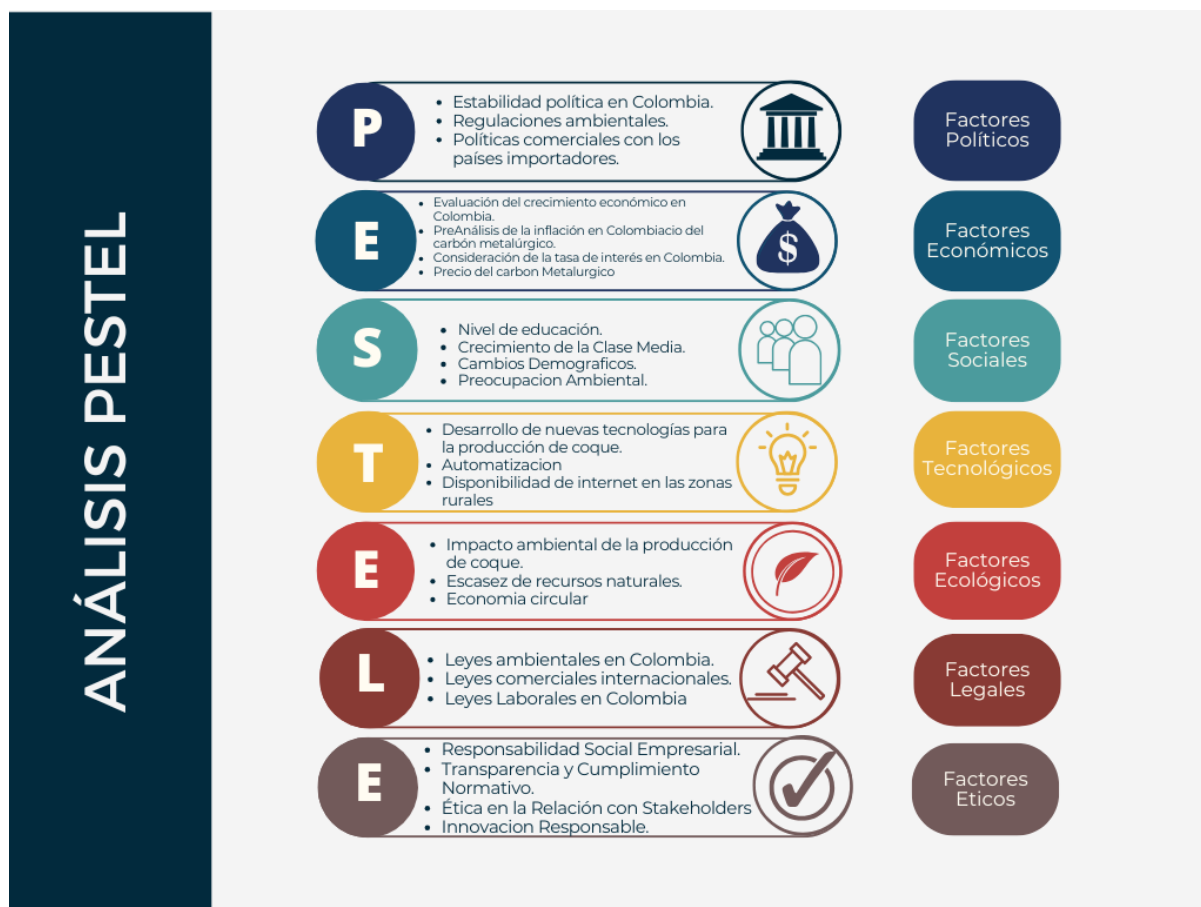 ANÁLISIS PESTEL
P
• Estabilidad política en Colombia.
• Regulaciones ambientales.
• Políticas comerciales con los
países importadores.
Factores
Políticos
E
• Evaluación del crecimiento económico en
Colombia.
• PreAnálisis de la inflación en Colombiacio del
carbón metalúrgico.
• Consideración de la tasa de interés en Colombia.
• Precio del carbon Metalurgico
$
Factores
Económicos
S
• Nivel de educación.
• Crecimiento de la Clase Media.
• Cambios Demograficos.
• Preocupacion Ambiental.
Factores
Sociales
T
• Desarrollo de nuevas tecnologías para
la producción de coque.
• Automatizacion
• Disponibilidad de internet en las zonas
rurales
Factores
Tecnológicos
E
• Impacto ambiental de la producción
de coque.
• Escasez de recursos naturales.
• Economia circular
Factores
Ecológicos
L
• Leyes ambientales en Colombia.
• Leyes comerciales internacionales.
• Leyes Laborales en Colombia
Factores
Legales
E
• Responsabilidad Social Empresarial.
• Transparencia y Cumplimiento
Normativo.
• Ética en la Relación con Stakeholders
• Innovacion Responsable.
Factores
Eticos